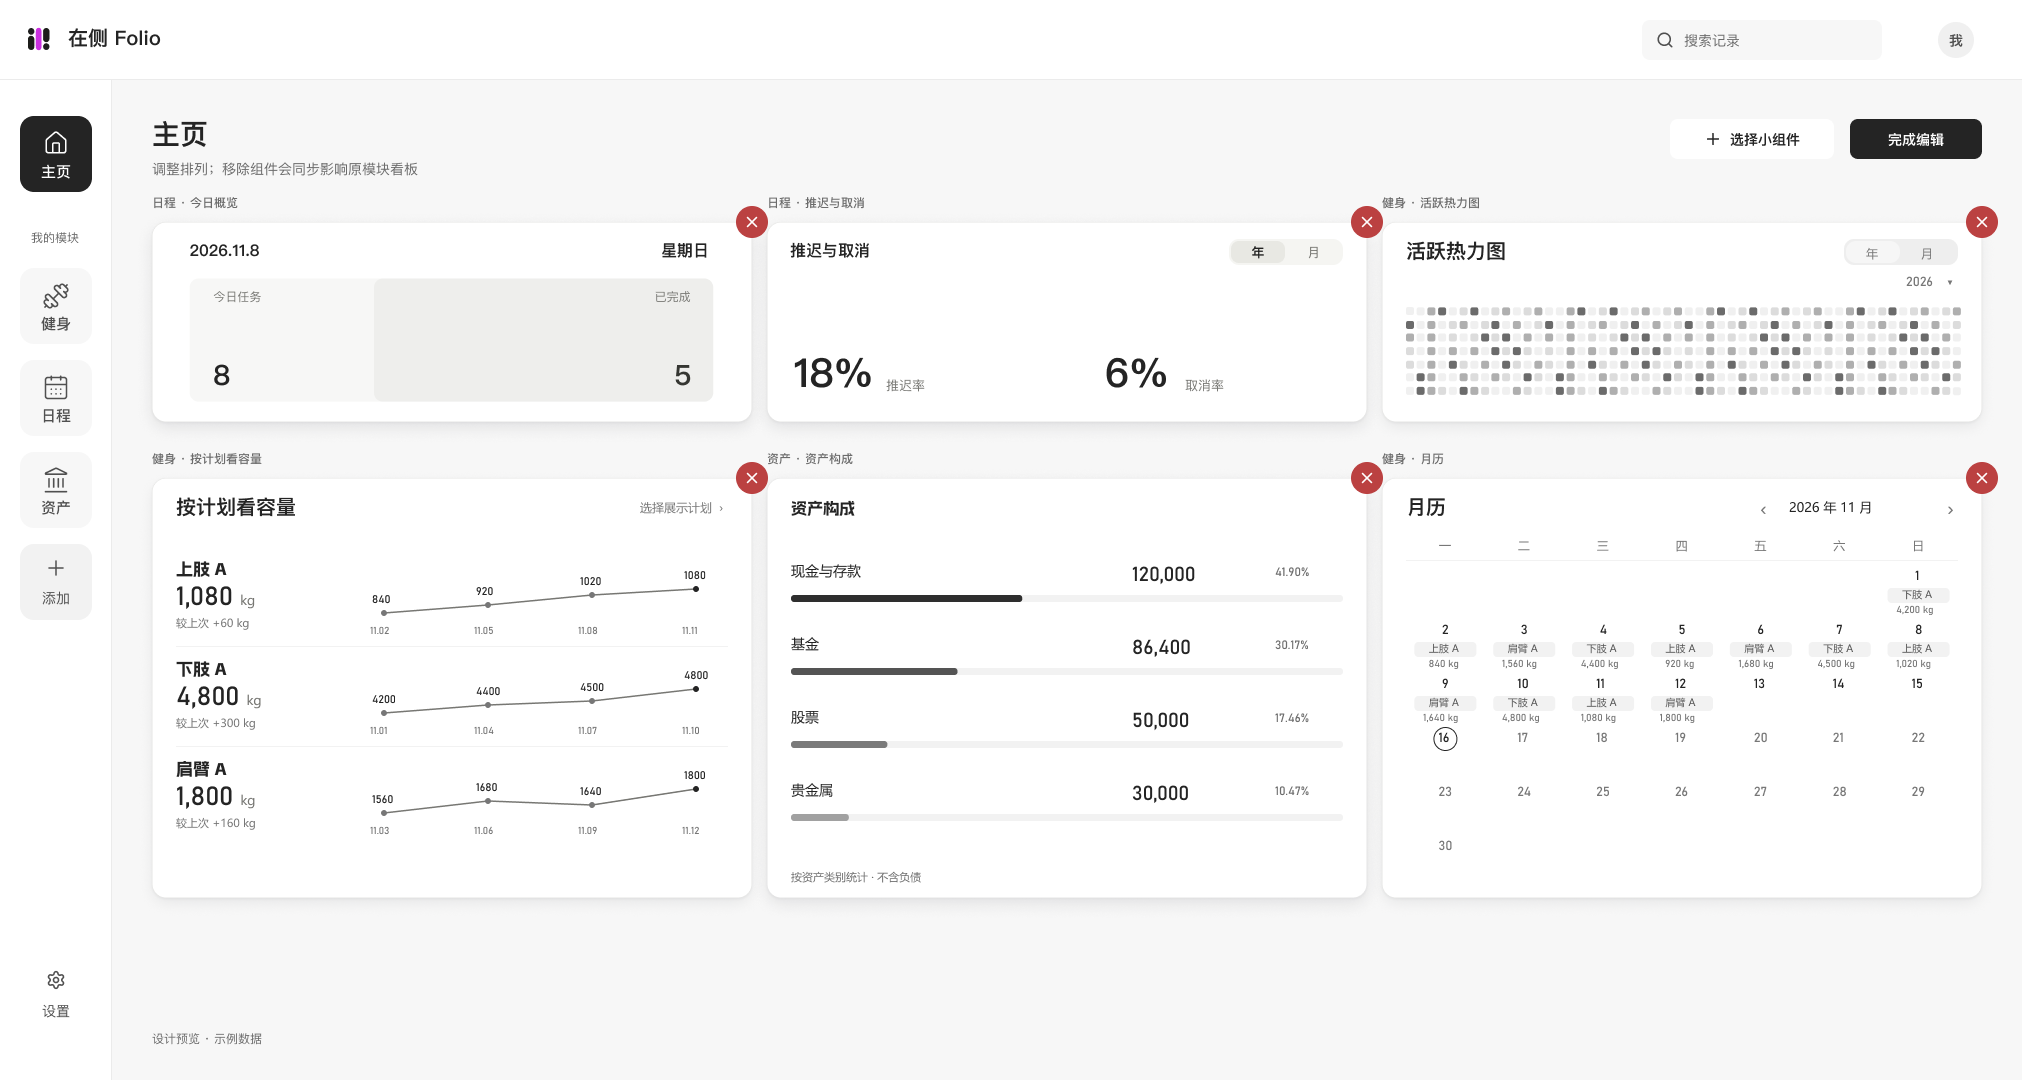 在侧 Folio
搜索记录
我
主页
我的模块
健身
日程
资产
添加
设置
主页
调整排列；移除组件会同步影响原模块看板
选择小组件
完成编辑
日程 · 今日概览
2026.11.8
星期日
今日任务
已完成
8
5
日程 · 推迟与取消
推迟与取消
年
月
18% 推迟率
6% 取消率
健身 · 活跃热力图
活跃热力图
年
月
2026
健身 · 按计划看容量
按计划看容量
选择展示计划 ›
上肢 A
1,080 kg
较上次 +60 kg
840
920
1020
1080
11.02
11.05
11.08
11.11
下肢 A
4,800 kg
较上次 +300 kg
4200
4400
4500
4800
11.01
11.04
11.07
11.10
肩臂 A
1,800 kg
较上次 +160 kg
1560
1680
1640
1800
11.03
11.06
11.09
11.12
资产 · 资产构成
资产构成
现金与存款 120,000 41.90%
基金 86,400 30.17%
股票 50,000 17.46%
贵金属 30,000 10.47%
按资产类别统计 · 不含负债
健身 · 月历
月历
‹ 2026 年 11 月 ›
一 二 三 四 五 六 日
1
下肢 A
4,200 kg
2 3 4 5 6 7 8
上肢 A 肩臂 A 下肢 A 上肢 A 肩臂 A 下肢 A 上肢 A
840 kg 1,560 kg 4,400 kg 920 kg 1,680 kg 4,500 kg 1,020 kg
9 10 11 12 13 14 15
肩臂 A 下肢 A 上肢 A 肩臂 A
1,640 kg 4,800 kg 1,080 kg 1,800 kg
16 17 18 19 20 21 22
23 24 25 26 27 28 29
30
设计预览 · 示例数据